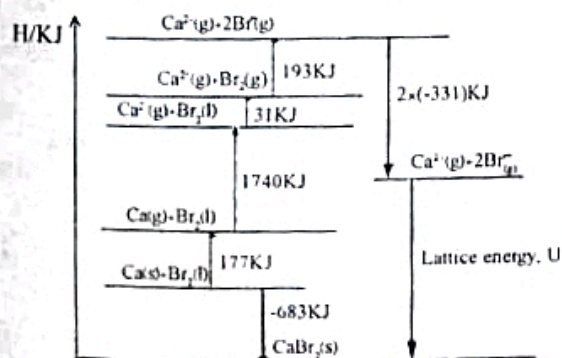 H/KJ
Ca²⁺(g)+2Br(g)
193KJ
Ca²⁺(g)+Br₂(g)
2x(-331)KJ
Ca²⁺(g)+Br₂(l)
31KJ
Ca²⁺(g)+2Br⁻(g)
1740KJ
Ca(g)+Br₂(l)
Lattice energy, U
Ca(s)+Br₂(l)
177KJ
-683KJ
CaBr₂(s)